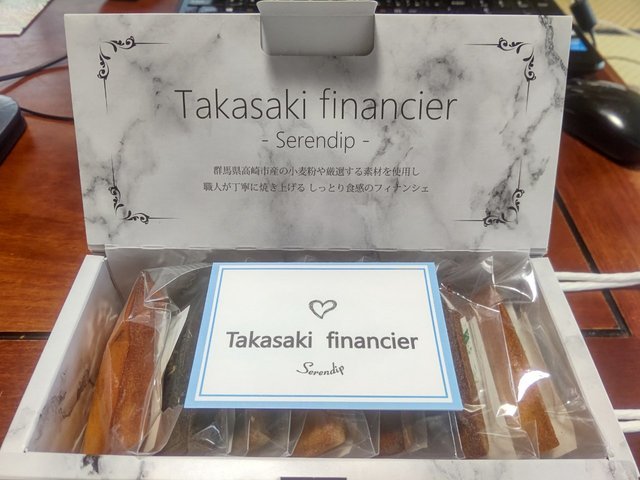 Takasaki financier
- Serendip -
群馬県高崎市産の小麦粉や厳選する素材を使用し
職人が丁寧に焼き上げる しっとり食感のフィナンシェ
Takasaki financier
Serendip